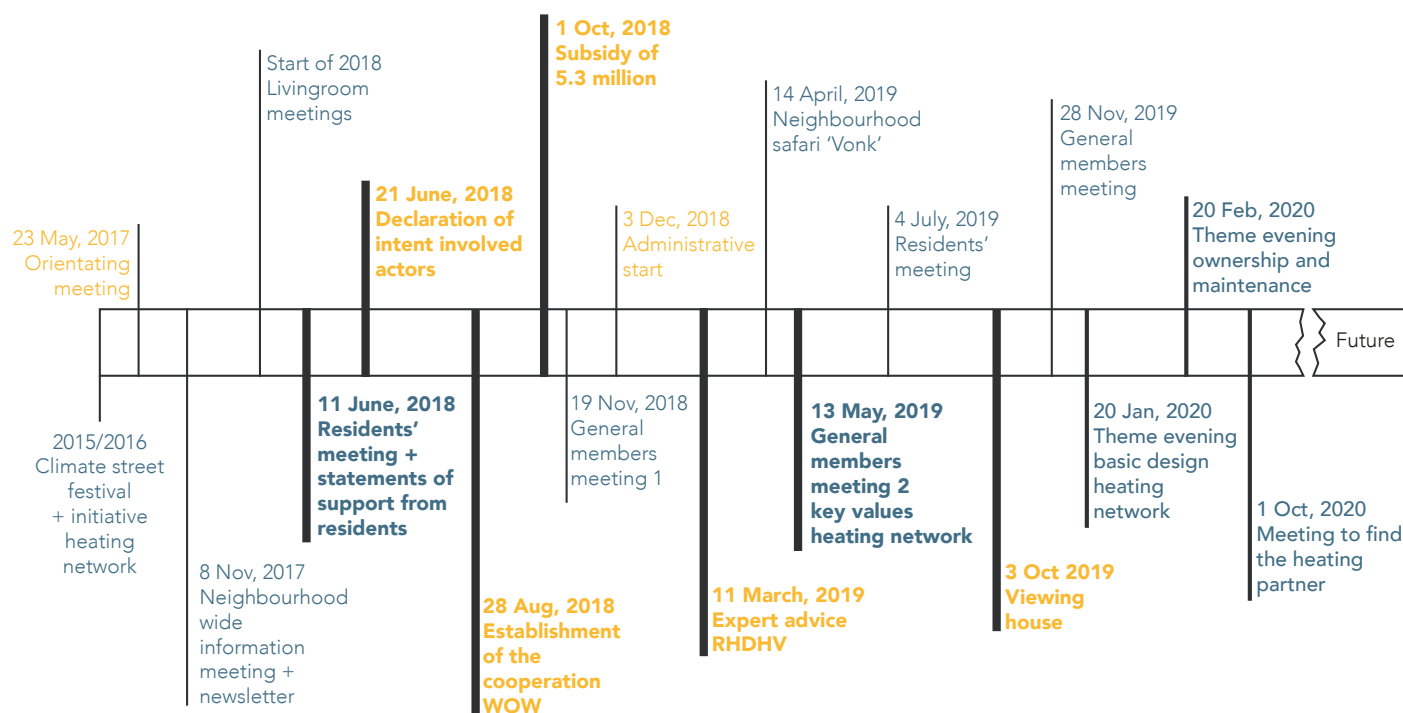 1 Oct, 2018
Subsidy of
5.3 million
Start of 2018
Livingroom
meetings
14 April, 2019
Neighbourhood
safari ‘Vonk’
28 Nov, 2019
General
members
meeting
21 June, 2018
Declaration of
intent involved
actors
3 Dec, 2018
Administrative
start
4 July, 2019
Residents’
meeting
20 Feb, 2020
Theme evening
ownership and
maintenance
23 May, 2017
Orientating
meeting
Future
2015/2016
Climate street
festival
+ initiative
heating
network
8 Nov, 2017
Neighbourhood
wide
information
meeting +
newsletter
11 June, 2018
Residents’
meeting +
statements of
support from
residents
28 Aug, 2018
Establishment
of the
cooperation
WOW
19 Nov, 2018
General
members
meeting 1
11 March, 2019
Expert advice
RHDHV
13 May, 2019
General
members
meeting 2
key values
heating network
3 Oct 2019
Viewing
house
20 Jan, 2020
Theme evening
basic design
heating
network
1 Oct, 2020
Meeting to find
the heating
partner